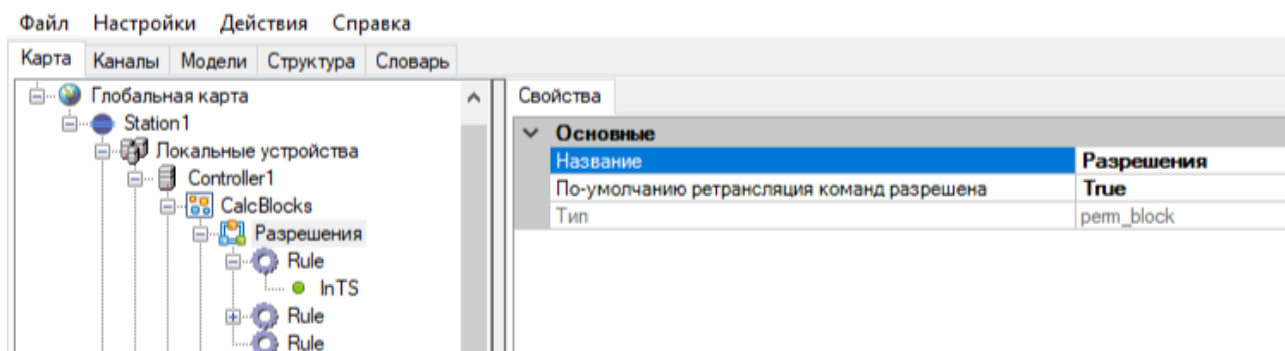 Файл Настройки Действия Справка
Карта Каналы Модели Структура Словарь
Глобальная карта
Station1
Локальные устройства
Controller1
CalcBlocks
Разрешения
Rule
InTS
Rule
Rule
Свойства
Основные
Название Разрешения
По-умолчанию ретрансляция команд разрешена True
Тип perm_block